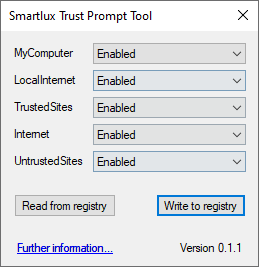 Smartlux Trust Prompt Tool
MyComputer Enabled
LocalInternet Enabled
TrustedSites Enabled
Internet Enabled
UntrustedSites Enabled
Read from registry Write to registry
Further information... Version 0.1.1